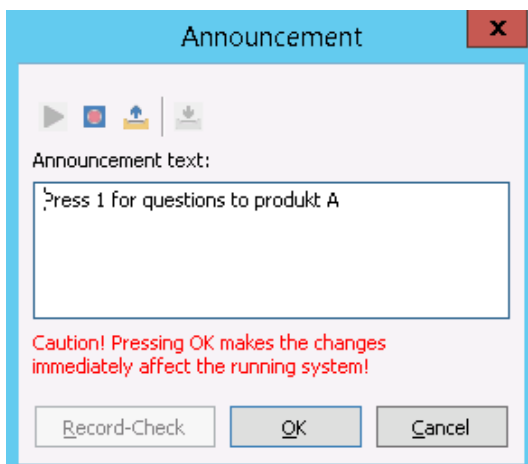 Announcement
x
Announcement text:
Press 1 for questions to produkt A
Caution! Pressing OK makes the changes
immediately affect the running system!
Record-Check OK Cancel